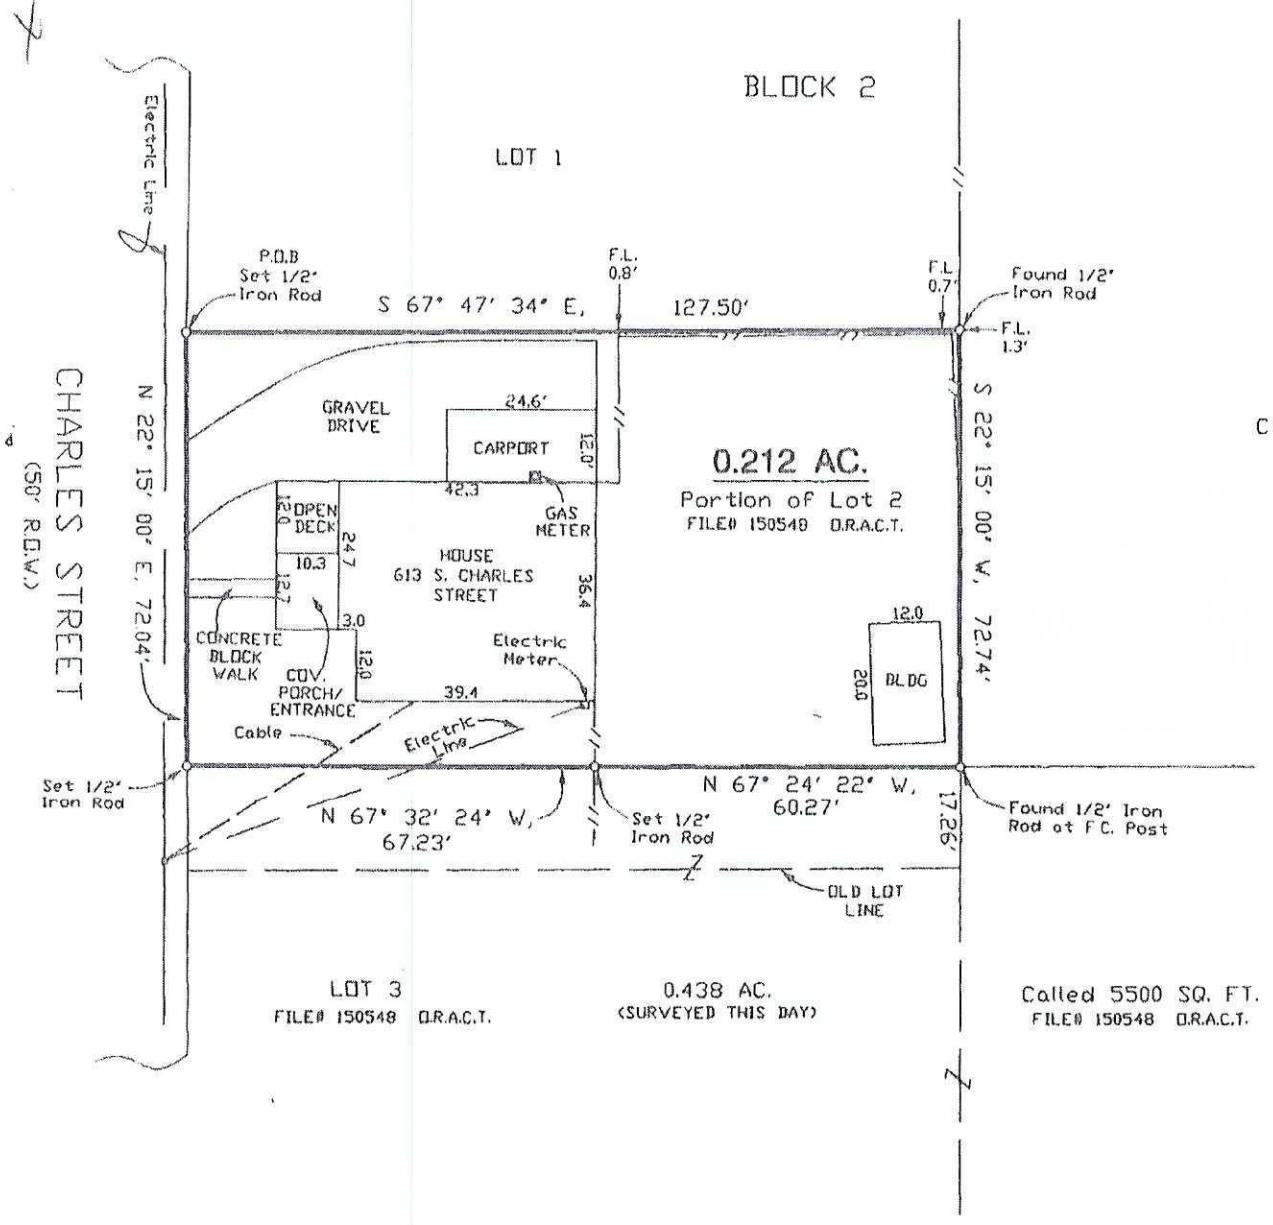 BLOCK 2
LOT 1
Electric Line
P.O.B
Set 1/2"
Iron Rod
F.L.
0.8'
F.L.
0.7'
Found 1/2"
Iron Rod
S 67° 47' 34" E, 127.50'
F.L.
1.3'
CHARLES STREET
(50' R.O.W.)
N 22° 15' 00" E, 72.04'
GRAVEL
DRIVE
24.6'
CARPORT
12.0'
42.3
GAS
METER
0.212 AC.
Portion of Lot 2
FILE# 150548 O.R.A.C.T.
S 22° 15' 00" W, 72.74'
C
12.0
OPEN
DECK
24.7
10.3
12.7
HOUSE
613 S. CHARLES
STREET
36.4
3.0
12.0
CONCRETE
BLOCK
WALK
COV.
PORCH/
ENTRANCE
Electric
Meter
39.4
12.0
20.0
BLDG
Cable
Electric
Line
Set 1/2"
Iron Rod
N 67° 32' 24" W,
67.23'
Set 1/2"
Iron Rod
N 67° 24' 22" W,
60.27'
17.26'
Found 1/2" Iron
Rod at F.C. Post
OLD LOT
LINE
LOT 3
FILE# 150548 O.R.A.C.T.
0.438 AC.
(SURVEYED THIS DAY)
Called 5500 SQ. FT.
FILE# 150548 O.R.A.C.T.